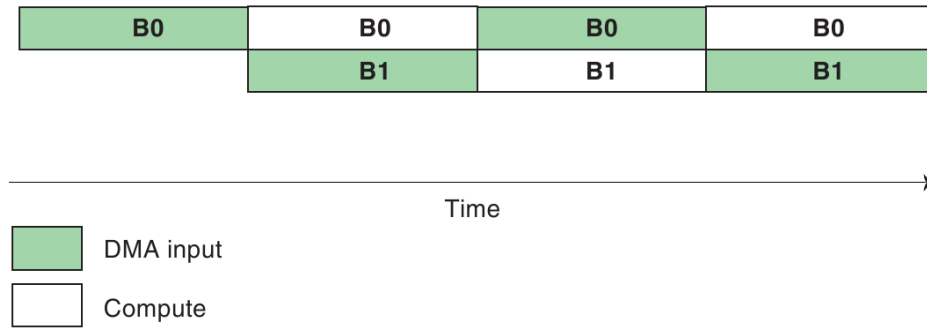 B0 B0 B0 B0
B1 B1 B1
Time
DMA input
Compute